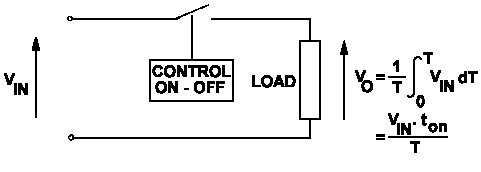 V_IN
CONTROL
ON - OFF
LOAD
V_O = 1/T ∫_0^T V_IN dT
= V_IN . t_on / T